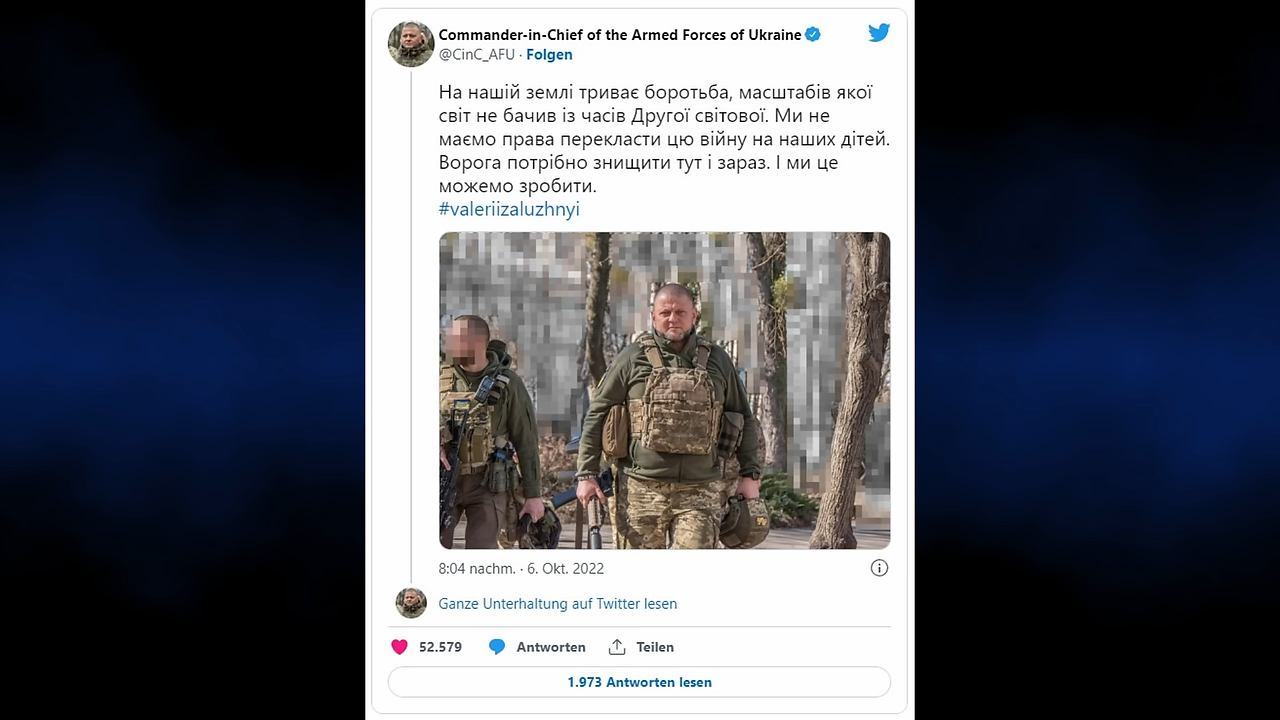 Commander-in-Chief of the Armed Forces of Ukraine
@CinC_AFU · Folgen
На нашій землі триває боротьба, масштабів якої
світ не бачив із часів Другої світової. Ми не
маємо права перекласти цю війну на наших дітей.
Ворога потрібно знищити тут і зараз. І ми це
можемо зробити.
#valeriizaluzhnyi
8:04 nachm. · 6. Okt. 2022
Ganze Unterhaltung auf Twitter lesen
52.579 Antworten Teilen
1.973 Antworten lesen